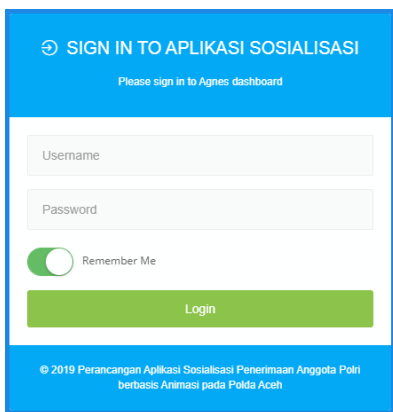 SIGN IN TO APLIKASI SOSIALISASI
Please sign in to Agnes dashboard
Username
Password
Remember Me
Login
© 2019 Perancangan Aplikasi Sosialisasi Penerimaan Anggota Polri
berbasis Animasi pada Polda Aceh